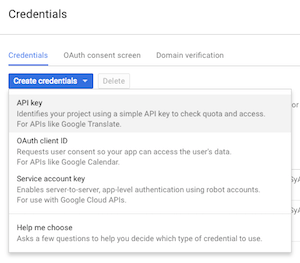 Credentials
Credentials OAuth consent screen Domain verification
Create credentials Delete
API key
Identifies your project using a simple API key to check quota and access.
For APIs like Google Translate.
OAuth client ID
Requests user consent so your app can access the user's data.
For APIs like Google Calendar.
Service account key
Enables server-to-server, app-level authentication using robot accounts.
For use with Google Cloud APIs.
Help me choose
Asks a few questions to help you decide which type of credential to use.